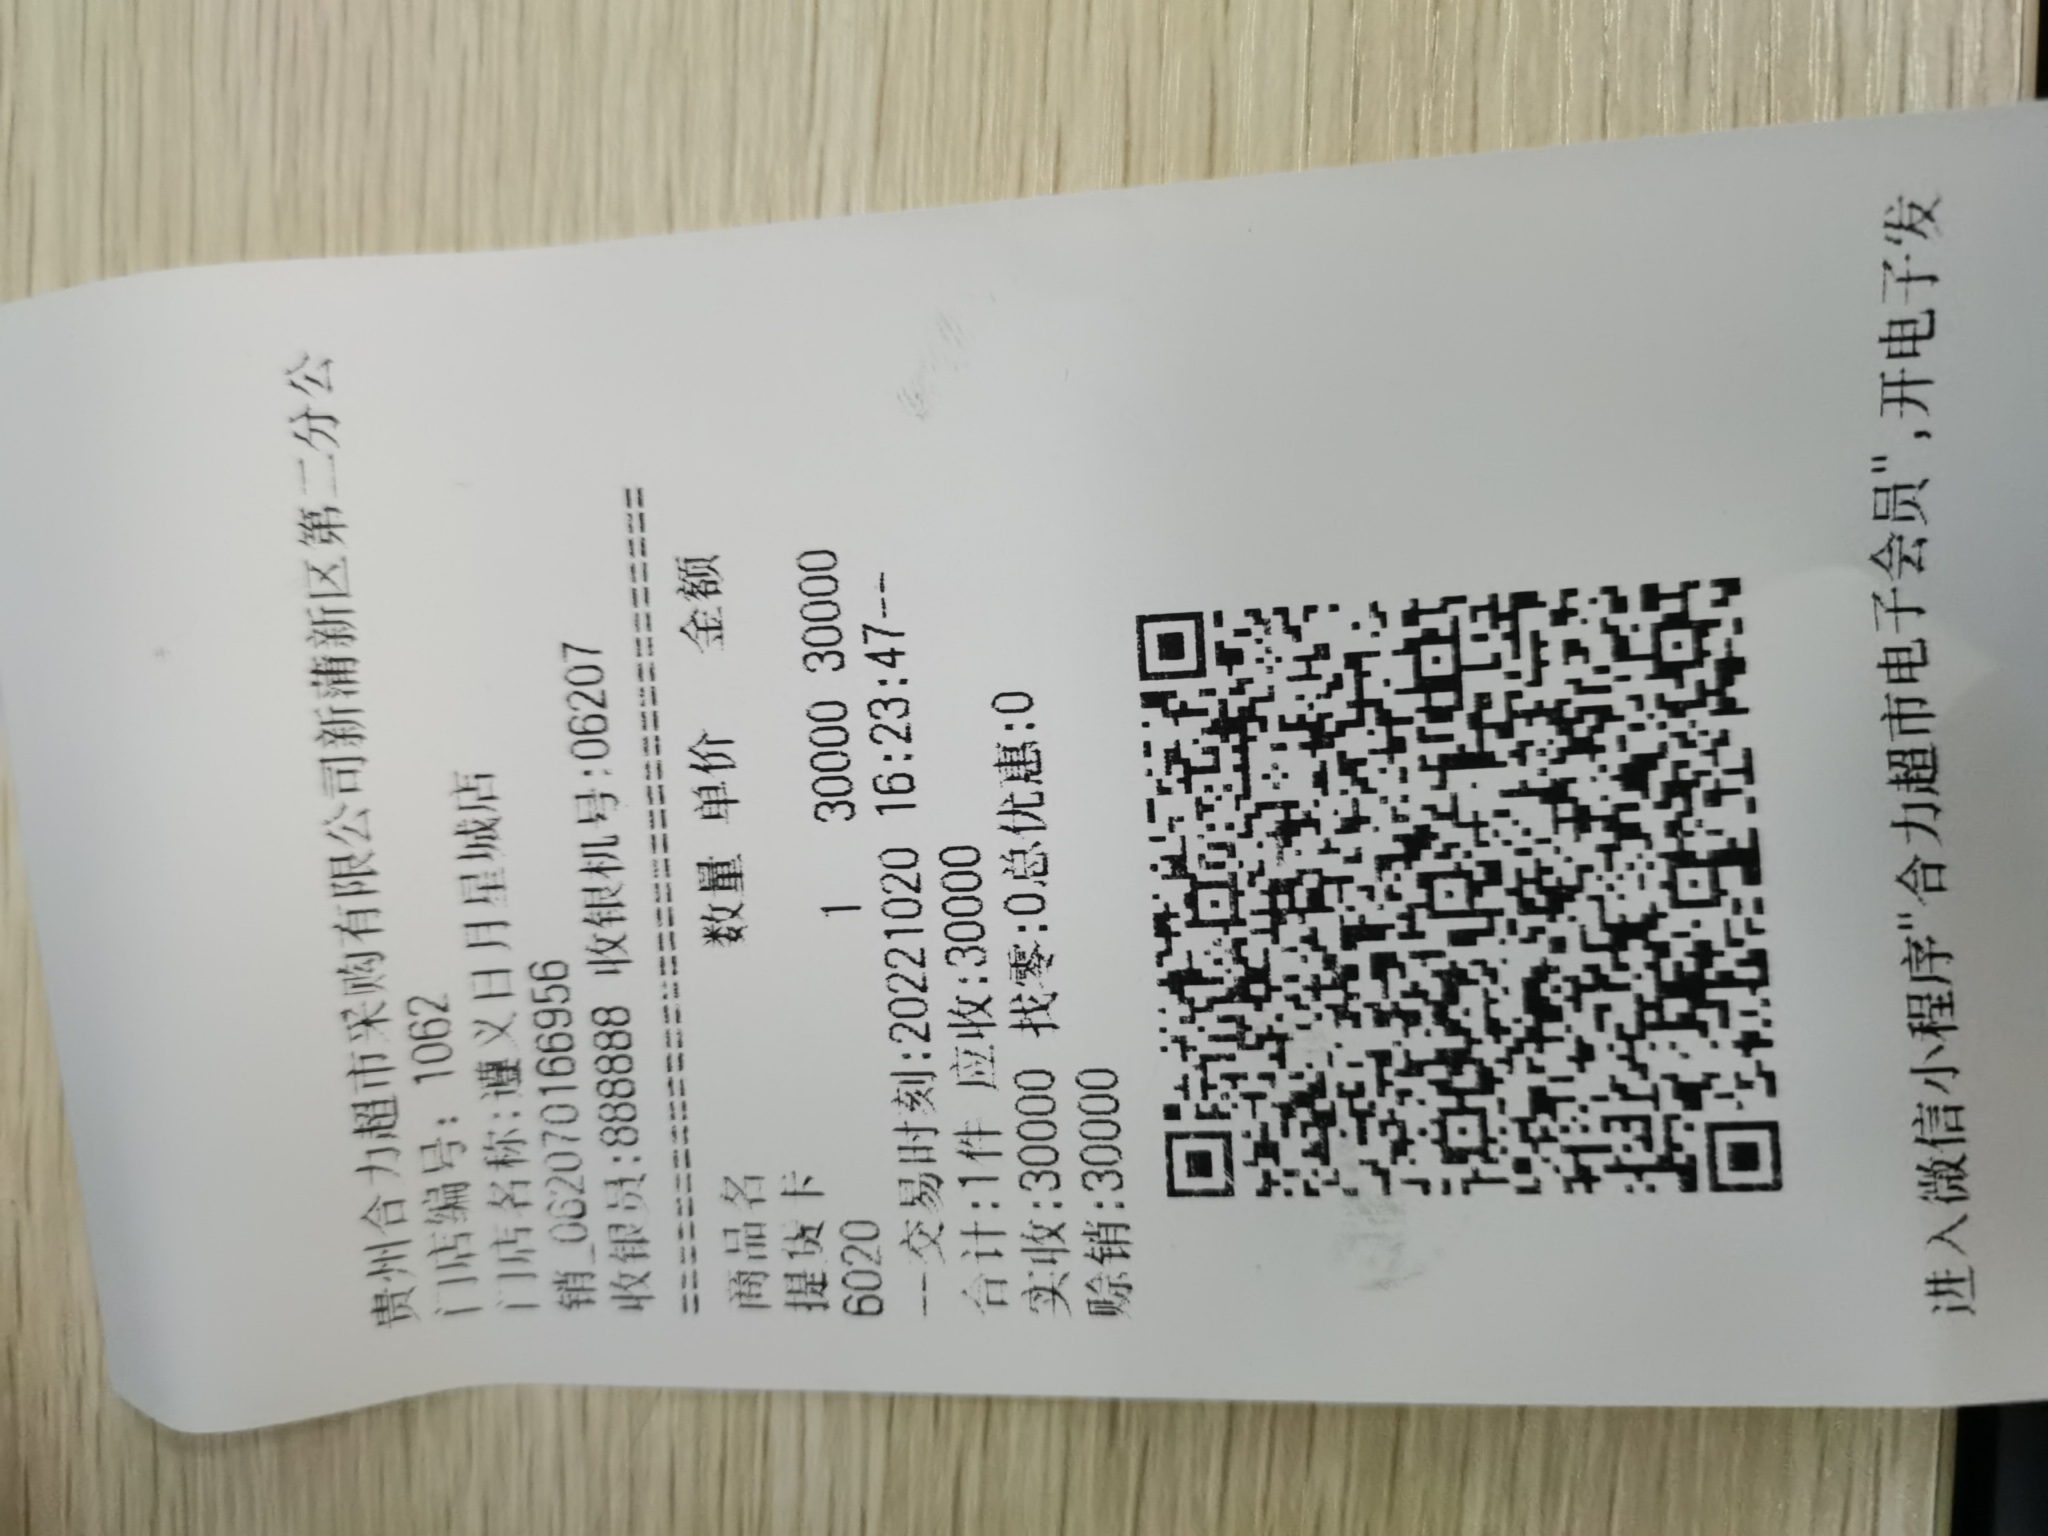 贵州合力超市采购有限公司新蒲新区第二分公
门店编号: 1062
门店名称:遵义日月星城店
销_0620701669956
收银员:888888 收银机号:06207
================================================
商品名 数量 单价 金额
提货卡
6020 1 30000 30000
--交易时刻:20221020 16:23:47---
合计:1件 应收:30000
实收:30000 找零:0总优惠:0
赊销:30000
进入微信小程序"合力超市电子会员",开电子发